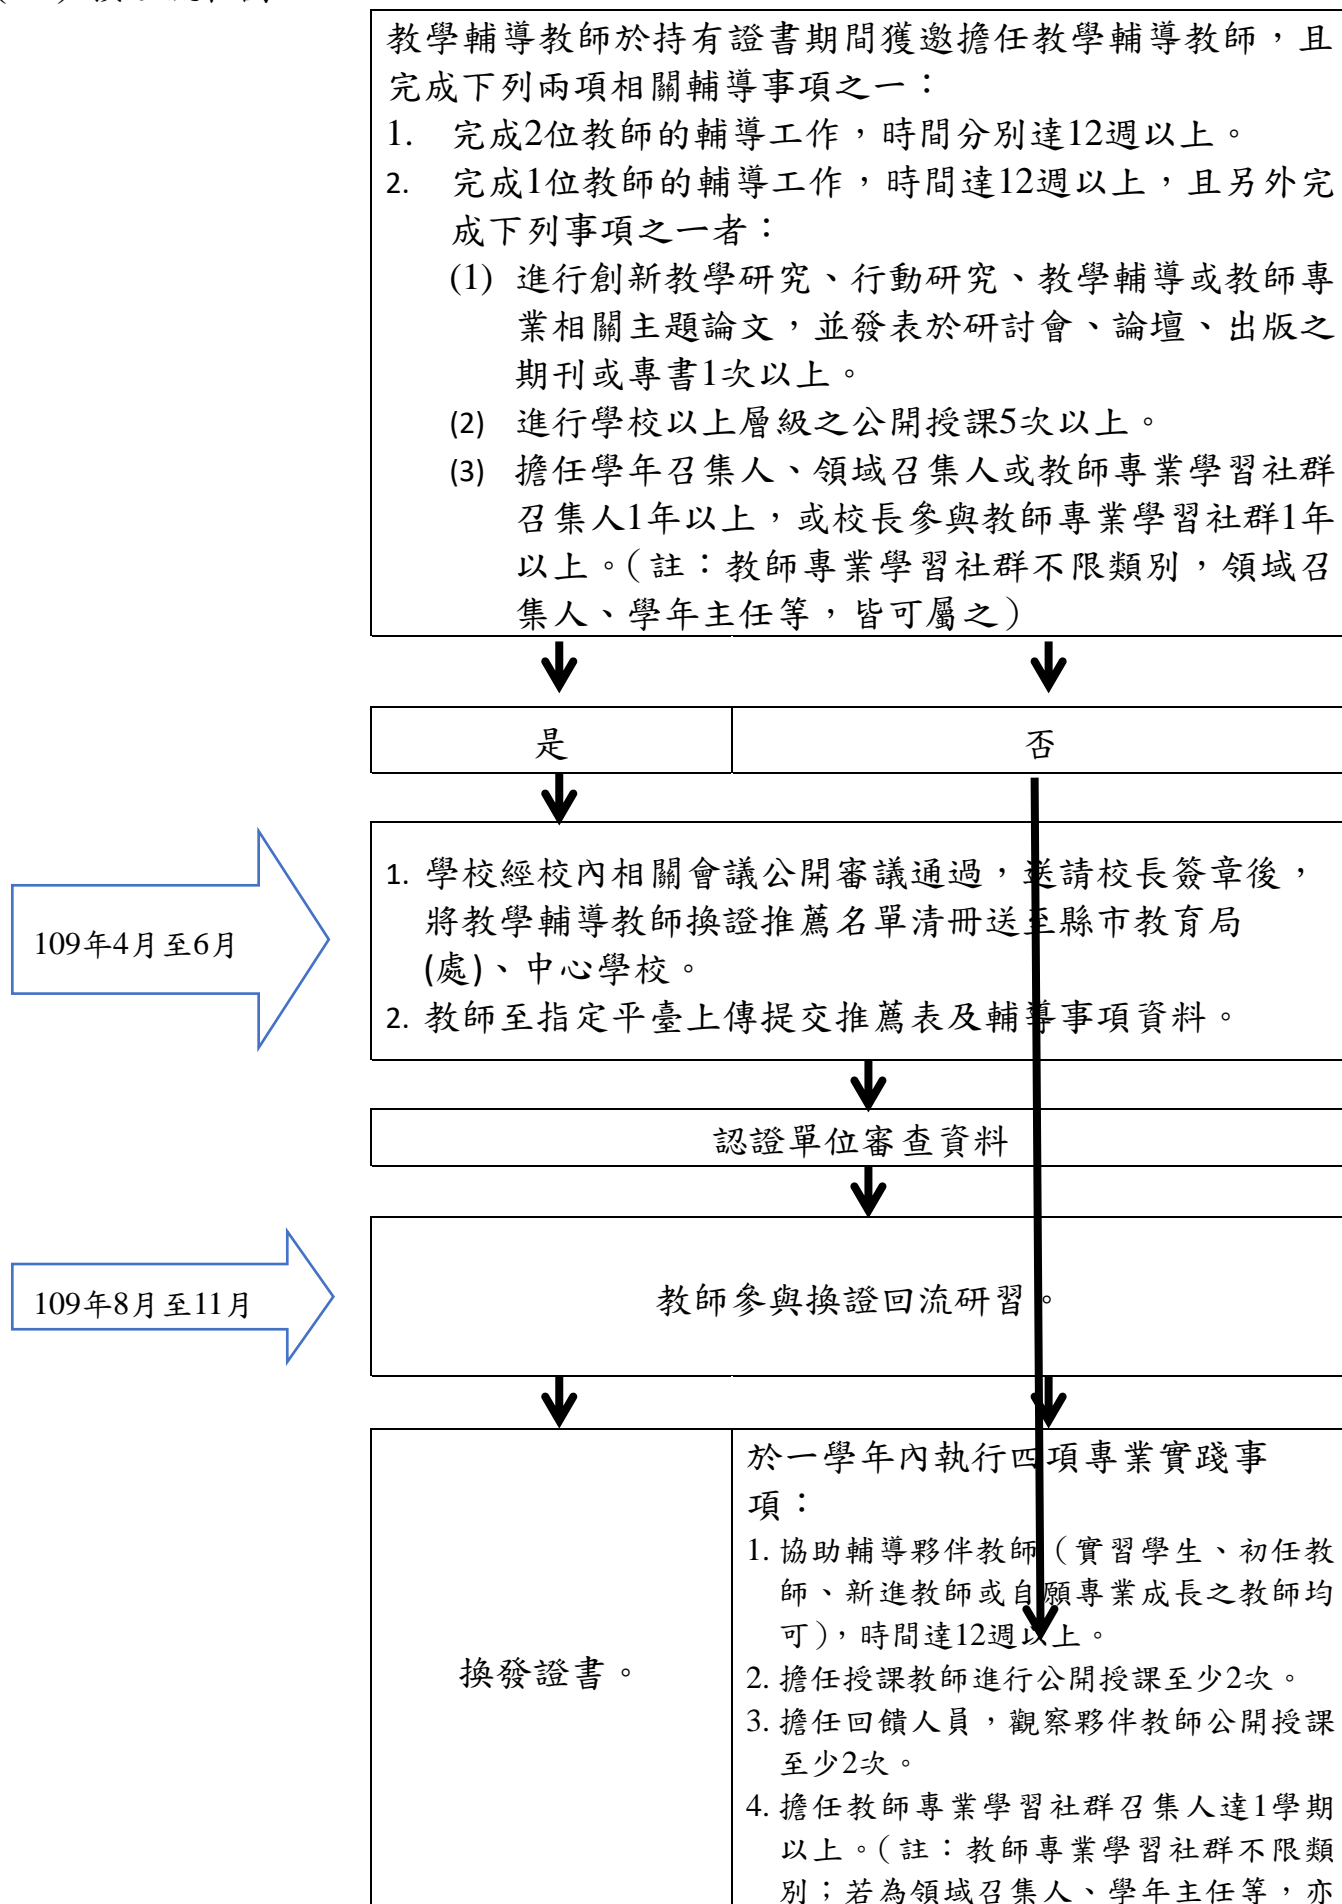 教學輔導教師於持有證書期間獲邀擔任教學輔導教師，且
完成下列兩項相關輔導事項之一：
1. 完成2位教師的輔導工作，時間分別達12週以上。
2. 完成1位教師的輔導工作，時間達12週以上，且另外完
成下列事項之一者：
(1) 進行創新教學研究、行動研究、教學輔導或教師專
業相關主題論文，並發表於研討會、論壇、出版之
期刊或專書1次以上。
(2) 進行學校以上層級之公開授課5次以上。
(3) 擔任學年召集人、領域召集人或教師專業學習社群
召集人1年以上，或校長參與教師專業學習社群1年
以上。（註：教師專業學習社群不限類別，領域召
集人、學年主任等，皆可屬之）
是
否
109年4月至6月
1. 學校經校內相關會議公開審議通過，送請校長簽章後，
將教學輔導教師換證推薦名單清冊送至縣市教育局
(處)、中心學校。
2. 教師至指定平臺上傳提交推薦表及輔導事項資料。
認證單位審查資料
109年8月至11月
教師參與換證回流研習。
換發證書。
於一學年內執行四項專業實踐事
項：
1. 協助輔導夥伴教師（實習學生、初任教
師、新進教師或自願專業成長之教師均
可），時間達12週以上。
2. 擔任授課教師進行公開授課至少2次。
3. 擔任回饋人員，觀察夥伴教師公開授課
至少2次。
4. 擔任教師專業學習社群召集人達1學期
以上。（註：教師專業學習社群不限類
別；若為領域召集人、學年主任等，亦